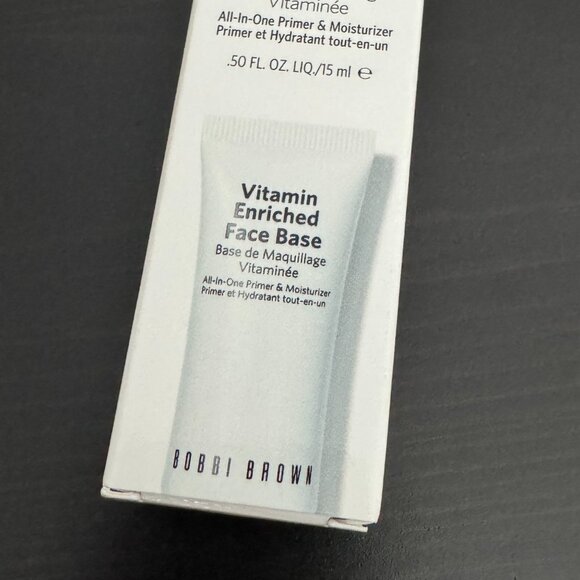 Vitaminée
All-In-One Primer & Moisturizer
Primer et Hydratant tout-en-un
.50 FL. OZ. LIQ./15 ml ℮
Vitamin
Enriched
Face Base
Base de Maquillage
Vitaminée
All-In-One Primer & Moisturizer
Primer et Hydratant tout-en-un
BOBBI BROWN